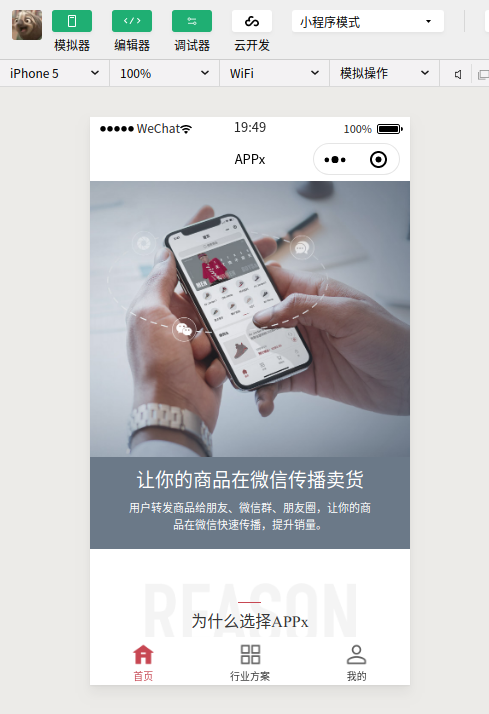 模拟器 编辑器 调试器 云开发 小程序模式
iPhone 5 100% WiFi 模拟操作
WeChat 19:49 100%
APPx
让你的商品在微信传播卖货
用户转发商品给朋友、微信群、朋友圈，让你的商
品在微信快速传播，提升销量。
REASON
为什么选择APPx
首页 行业方案 我的